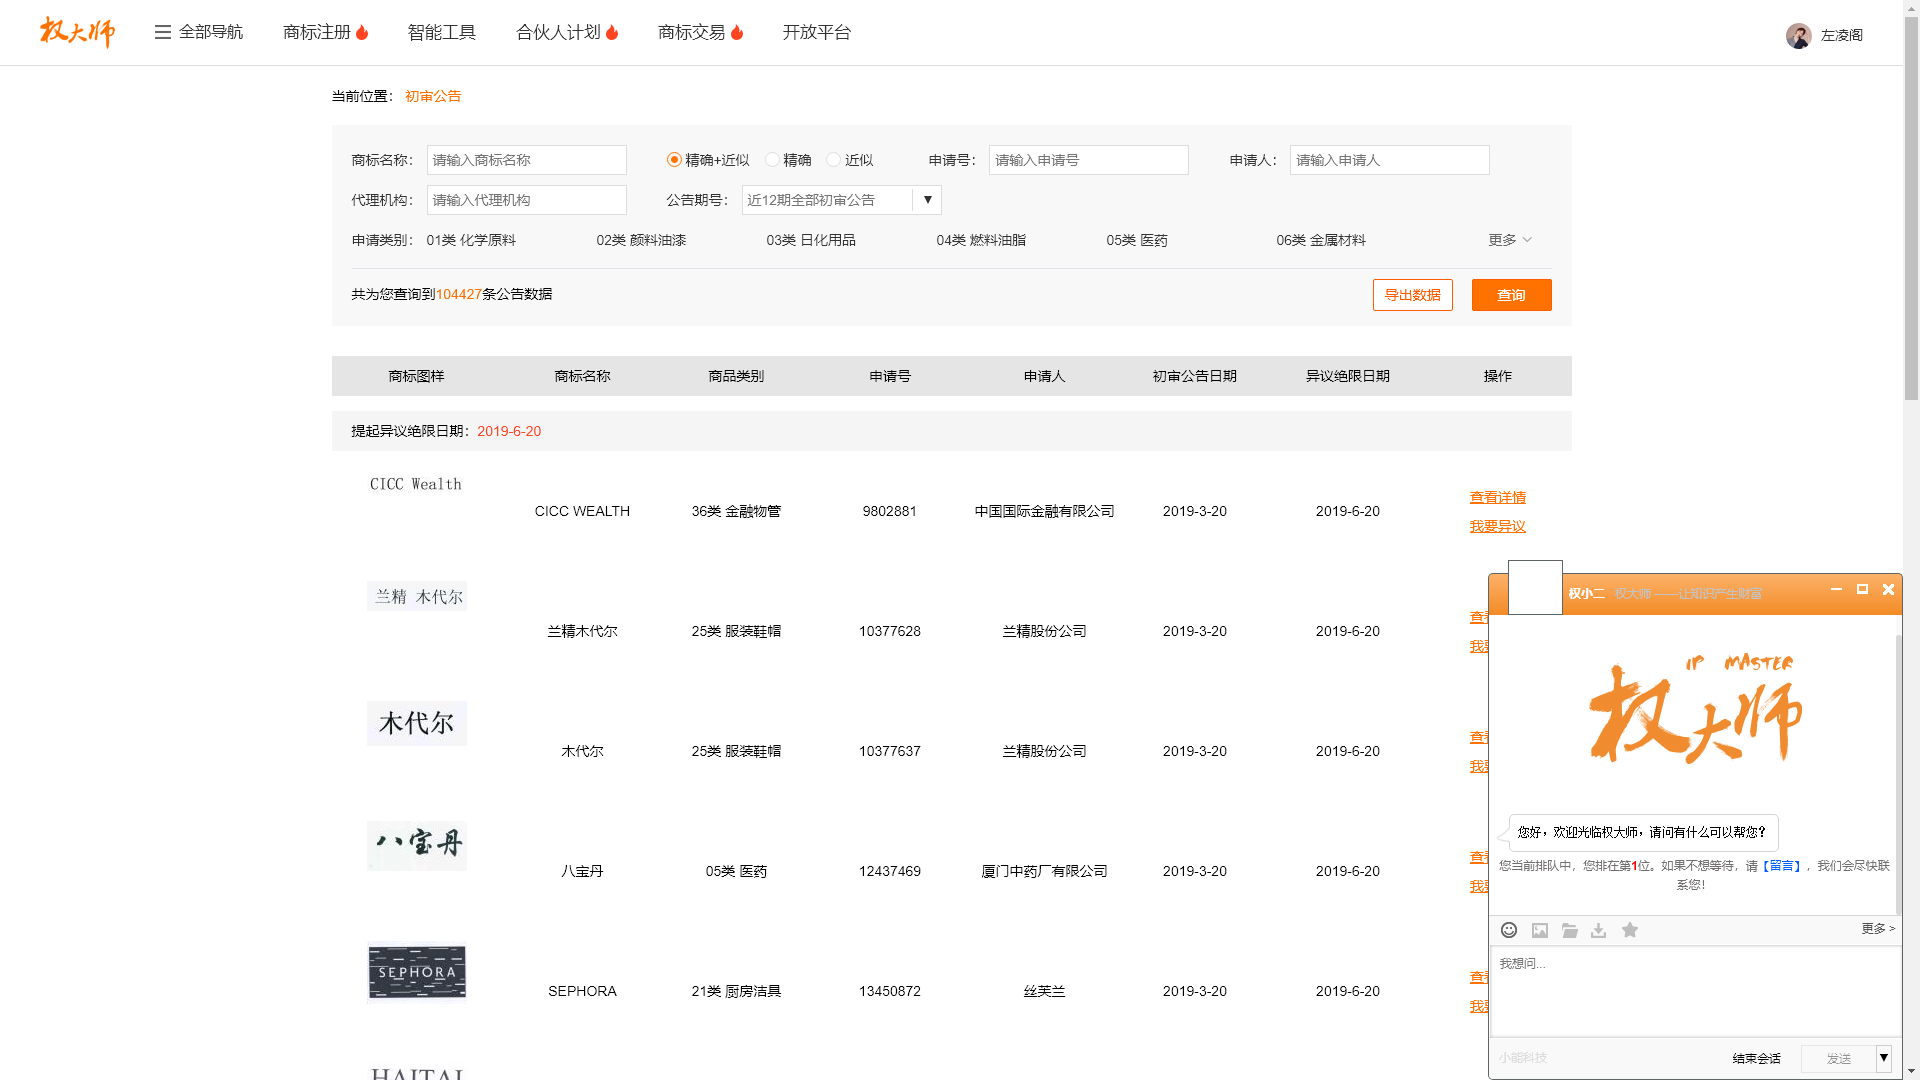 权大师 全部导航 商标注册 智能工具 合伙人计划 商标交易 开放平台 左凌阁
当前位置： 初审公告
商标名称： 请输入商标名称 精确+近似 精确 近似 申请号： 请输入申请号 申请人： 请输入申请人
代理机构： 请输入代理机构 公告期号： 近12期全部初审公告 ▼
申请类别： 01类 化学原料 02类 颜料油漆 03类 日化用品 04类 燃料油脂 05类 医药 06类 金属材料 更多
共为您查询到104427条公告数据 导出数据 查询
商标图样 商标名称 商品类别 申请号 申请人 初审公告日期 异议绝限日期 操作
提起异议绝限日期：2019-6-20
CICC Wealth
CICC WEALTH 36类 金融物管 9802881 中国国际金融有限公司 2019-3-20 2019-6-20 查看详情
我要异议
兰精 木代尔
兰精木代尔 25类 服装鞋帽 10377628 兰精股份公司 2019-3-20 2019-6-20 查
我
木代尔
木代尔 25类 服装鞋帽 10377637 兰精股份公司 2019-3-20 2019-6-20 查
我
八宝丹
八宝丹 05类 医药 12437469 厦门中药厂有限公司 2019-3-20 2019-6-20 查
我
SEPHORA
SEPHORA 21类 厨房洁具 13450872 丝芙兰 2019-3-20 2019-6-20 查
我
HAITAI
权小二 权大师 ——让知识产生财富
IP MASTER
权大师
您好，欢迎光临权大师，请问有什么可以帮您？
您当前排队中，您排在第1位。如果不想等待，请【留言】，我们会尽快联
系您！
更多 >
我想问...
小能科技 结束会话 发送 ▼